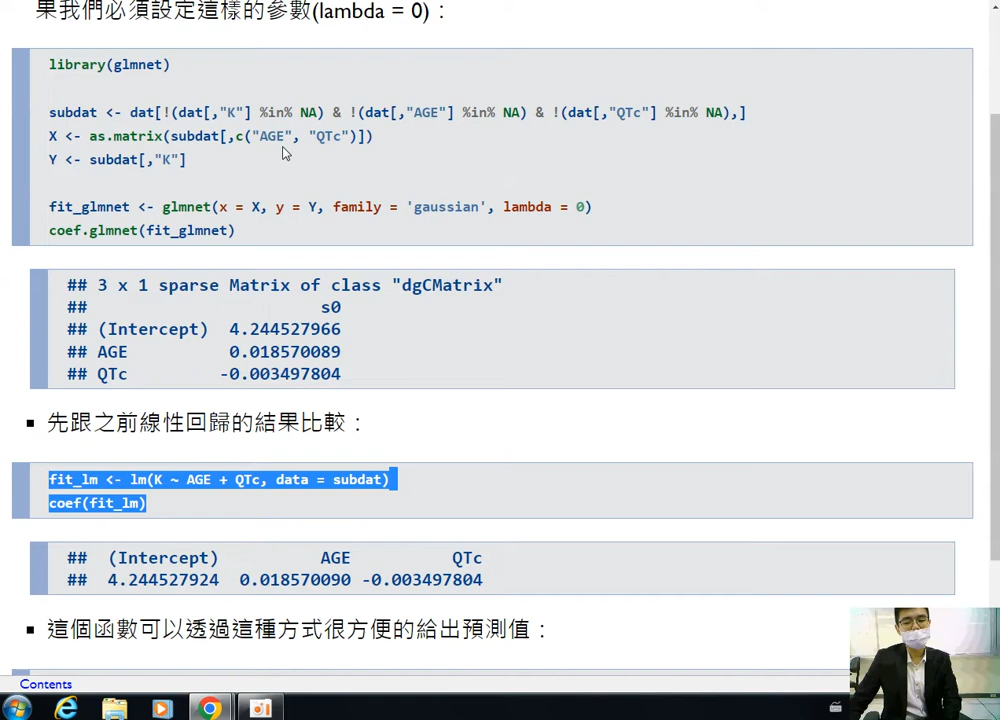 果我們必須設定這樣的參數(lambda = 0)：
library(glmnet)
subdat <- dat[!(dat[,"K"] %in% NA) & !(dat[,"AGE"] %in% NA) & !(dat[,"QTc"] %in% NA),]
X <- as.matrix(subdat[,c("AGE", "QTc")])
Y <- subdat[,"K"]
fit_glmnet <- glmnet(x = X, y = Y, family = 'gaussian', lambda = 0)
coef.glmnet(fit_glmnet)
## 3 x 1 sparse Matrix of class "dgCMatrix"
## s0
## (Intercept) 4.244527966
## AGE 0.018570089
## QTc -0.003497804
▪ 先跟之前線性回歸的結果比較：
fit_lm <- lm(K ~ AGE + QTc, data = subdat)
coef(fit_lm)
## (Intercept) AGE QTc
## 4.244527924 0.018570090 -0.003497804
▪ 這個函數可以透過這種方式很方便的給出預測值：
Contents